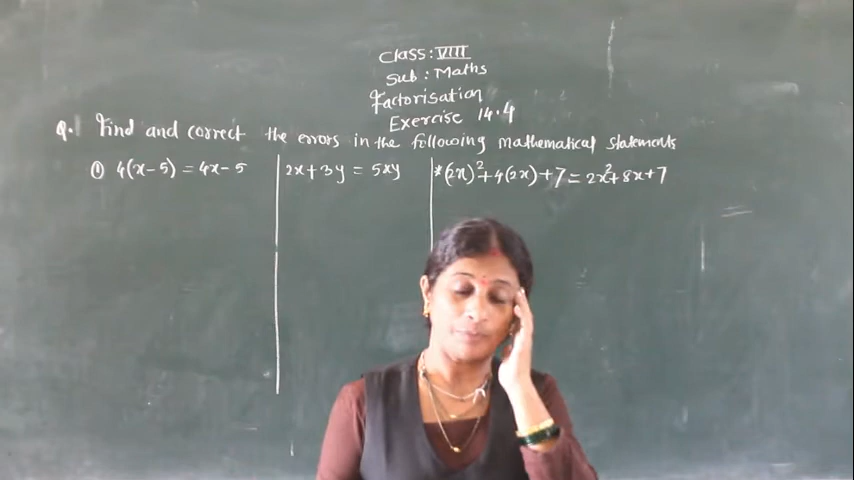 Class: VIII
Sub: Maths
Factorisation
Exercise 14.4
Q. Find and correct the errors in the following mathematical statements
① 4(x-5) = 4x-5
2x+3y = 5xy
*(2x)²+4(2x)+7 = 2x²+8x+7